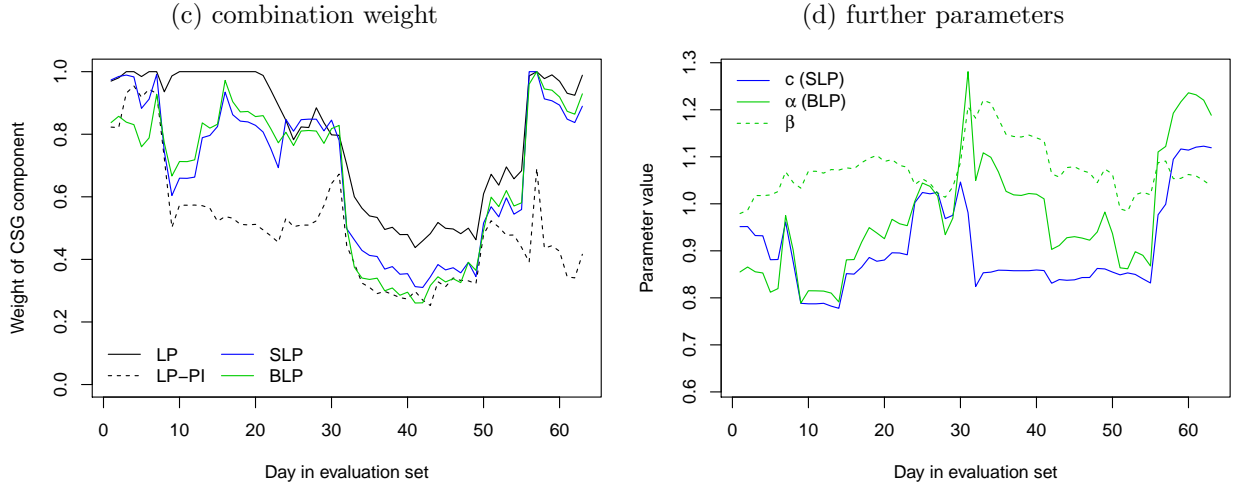 (c) combination weight
Weight of CSG component
1.0
0.8
0.6
0.4
0.2
0.0
LP
LP−PI
SLP
BLP
0 10 20 30 40 50 60
Day in evaluation set
(d) further parameters
Parameter value
1.3
1.2
1.1
1.0
0.9
0.8
0.7
0.6
c (SLP)
α (BLP)
β
0 10 20 30 40 50 60
Day in evaluation set